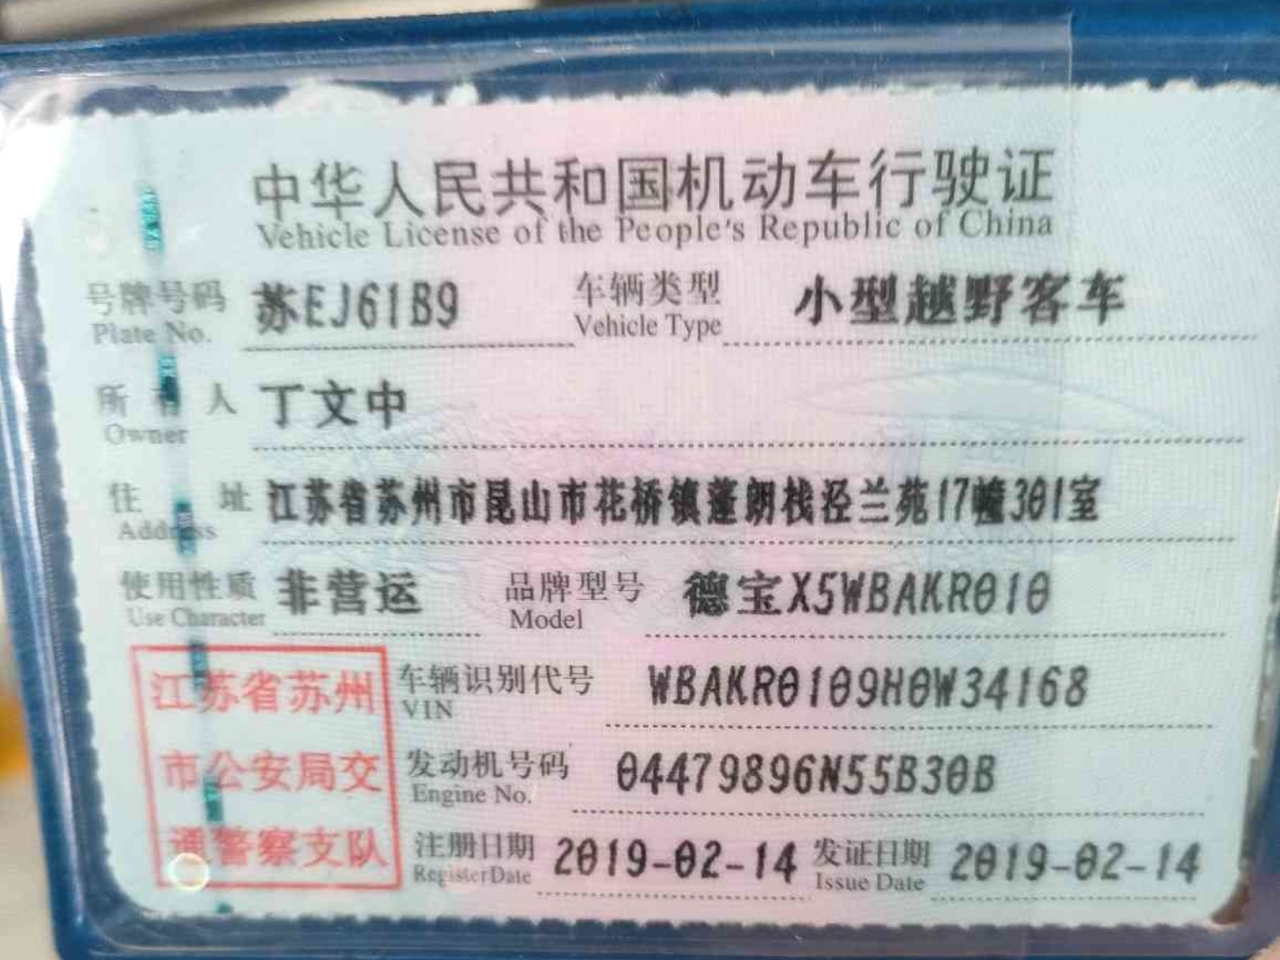 中华人民共和国机动车行驶证
Vehicle License of the People's Republic of China
号牌号码 苏EJ61B9 车辆类型 小型越野客车
Plate No. Vehicle Type
所有人 丁文中
Owner
住址 江苏省苏州市昆山市花桥镇蓬朗栈泾兰苑17幢301室
Address
使用性质 非营运 品牌型号 德宝X5WBAKR010
Use Character Model
江苏省苏州
市公安局交
通警察支队
车辆识别代号 WBAKR0109H0W34168
VIN
发动机号码 04479896N55B30B
Engine No.
注册日期 2019-02-14 发证日期 2019-02-14
Register Date Issue Date